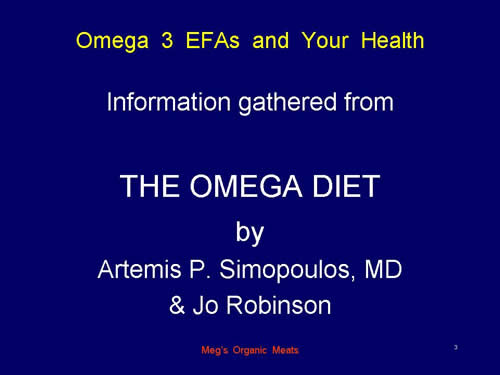 Omega 3 EFAs and Your Health
Information gathered from
THE OMEGA DIET
by
Artemis P. Simopoulos, MD
& Jo Robinson
Meg's Organic Meats
3